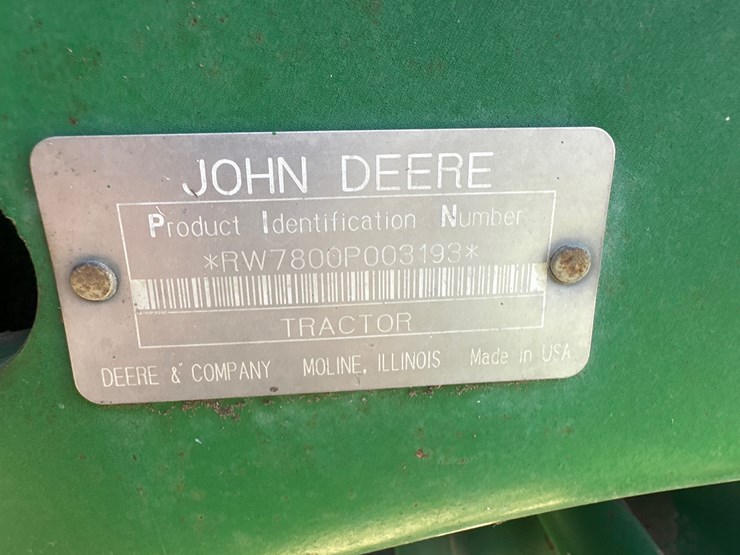 JOHN DEERE
Product Identification Number
*RW7800P003193*
TRACTOR
DEERE & COMPANY MOLINE, ILLINOIS Made in USA